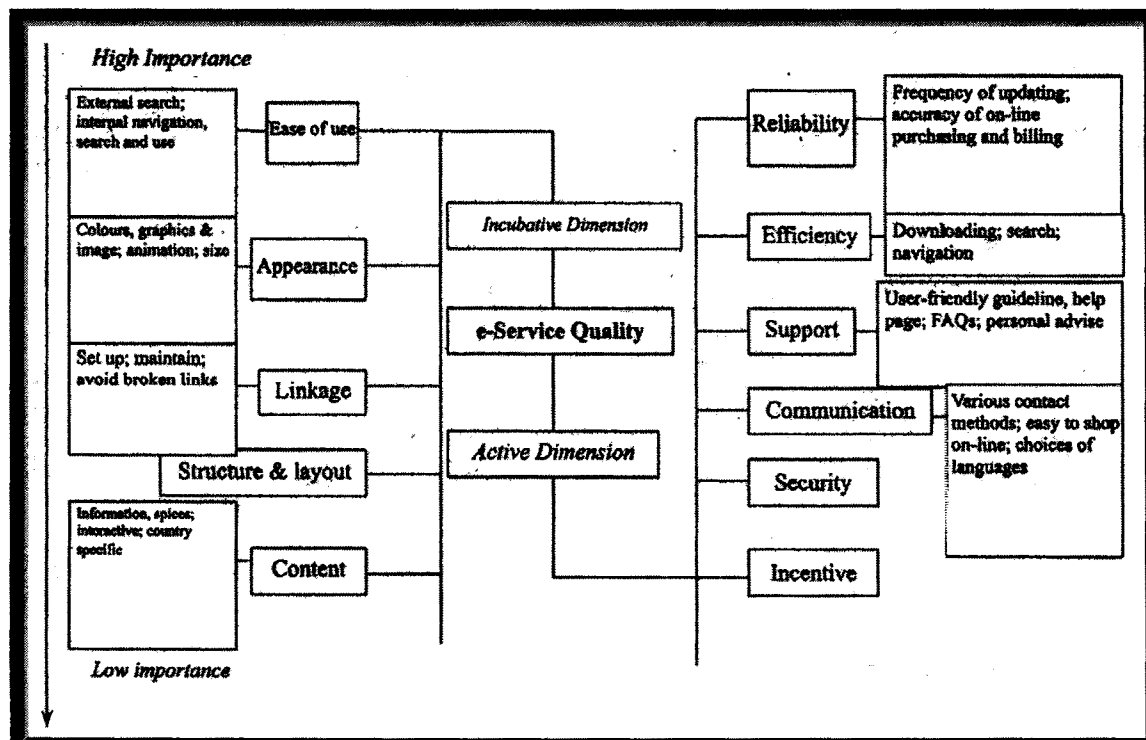 High Importance
External search;
internal navigation,
search and use
Ease of use
Colours, graphics &
image; animation; size
Appearance
Set up; maintain;
avoid broken links
Linkage
Structure & layout
Information, spices;
interactive; country
specific
Content
Low importance
Incubative Dimension
e-Service Quality
Active Dimension
Reliability
Frequency of updating;
accuracy of on-line
purchasing and billing
Efficiency
Downloading; search;
navigation
Support
User-friendly guideline, help
page; FAQs; personal advise
Communication
Various contact
methods; easy to shop
on-line; choices of
languages
Security
Incentive